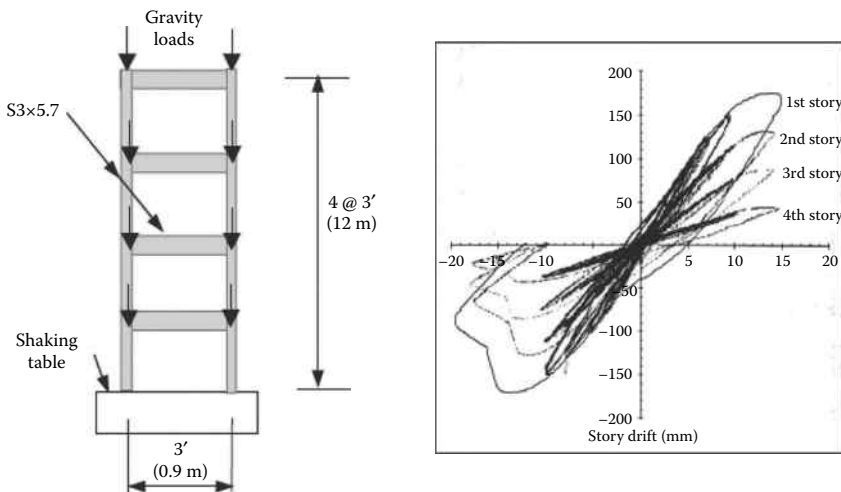 Gravity
loads
S3×5.7
4 @ 3′
(12 m)
Shaking
table
3′
(0.9 m)
200
150
100
50
−50
−100
−150
−200
−20
−15
−10
0
5
10
15
20
1st story
2nd story
3rd story
4th story
Story drift (mm)